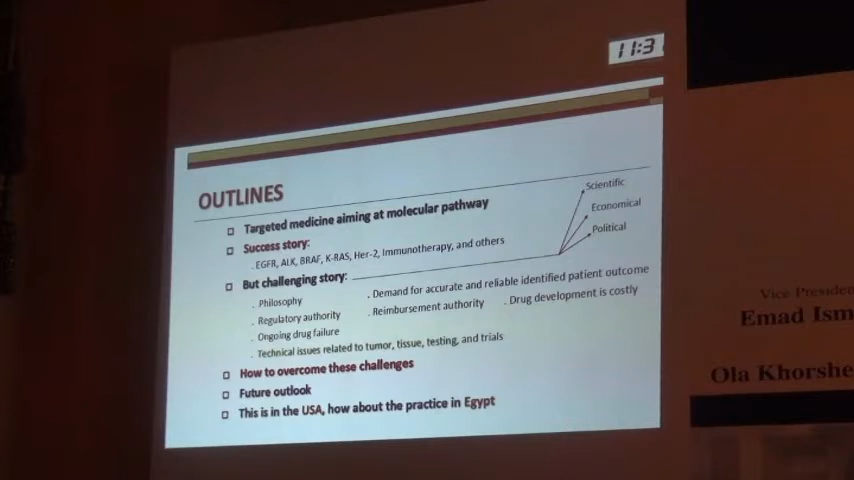 11:3
OUTLINES
Targeted medicine aiming at molecular pathway
Success story:
. EGFR, ALK, BRAF, K-RAS, Her-2, Immunotherapy, and others
But challenging story:
Scientific
Economical
Political
. Philosophy
. Demand for accurate and reliable identified patient outcome
. Regulatory authority
. Reimbursement authority
. Drug development is costly
. Ongoing drug failure
. Technical issues related to tumor, tissue, testing, and trials
How to overcome these challenges
Future outlook
This is in the USA, how about the practice in Egypt
Vice Presiden
Emad Ism
Ola Khorshe